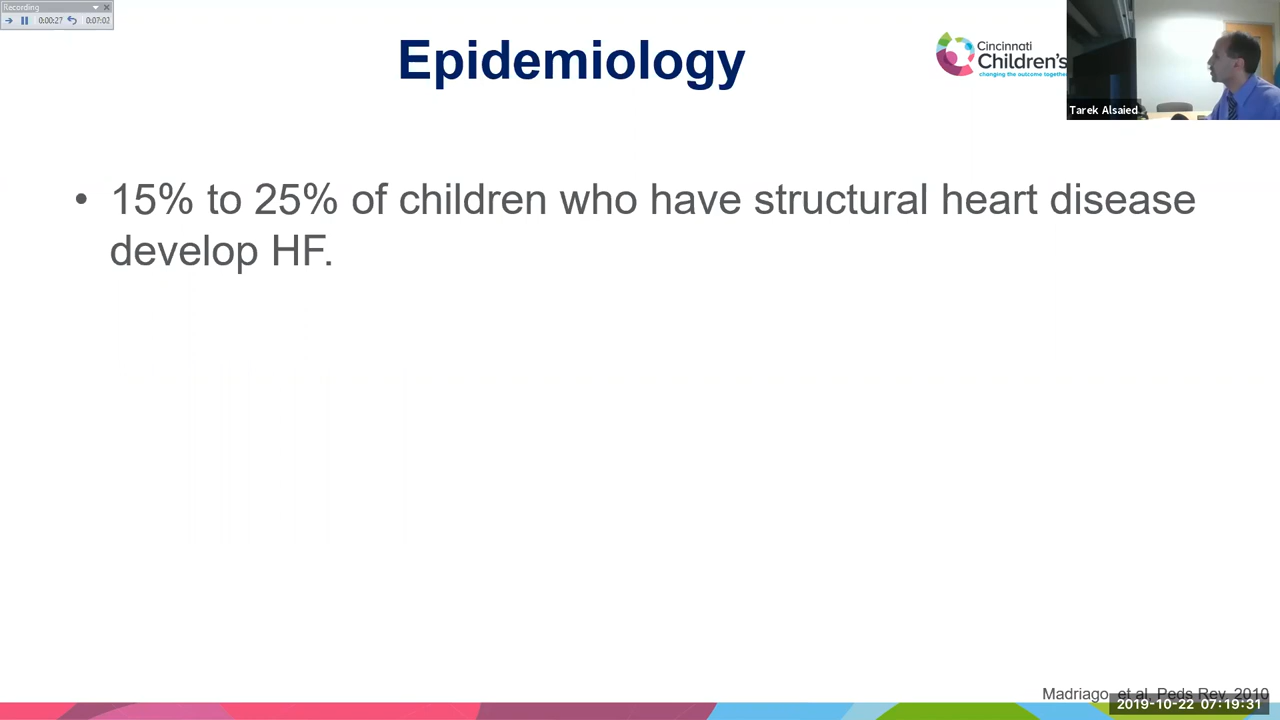 Recording
0:00:27
0:07:02
Epidemiology
Cincinnati
Children's
changing the outcome together
Tarek Alsaied
• 15% to 25% of children who have structural heart disease
develop HF.
Madriago, et al. Peds Rev. 2010
2019-10-22 07:19:31